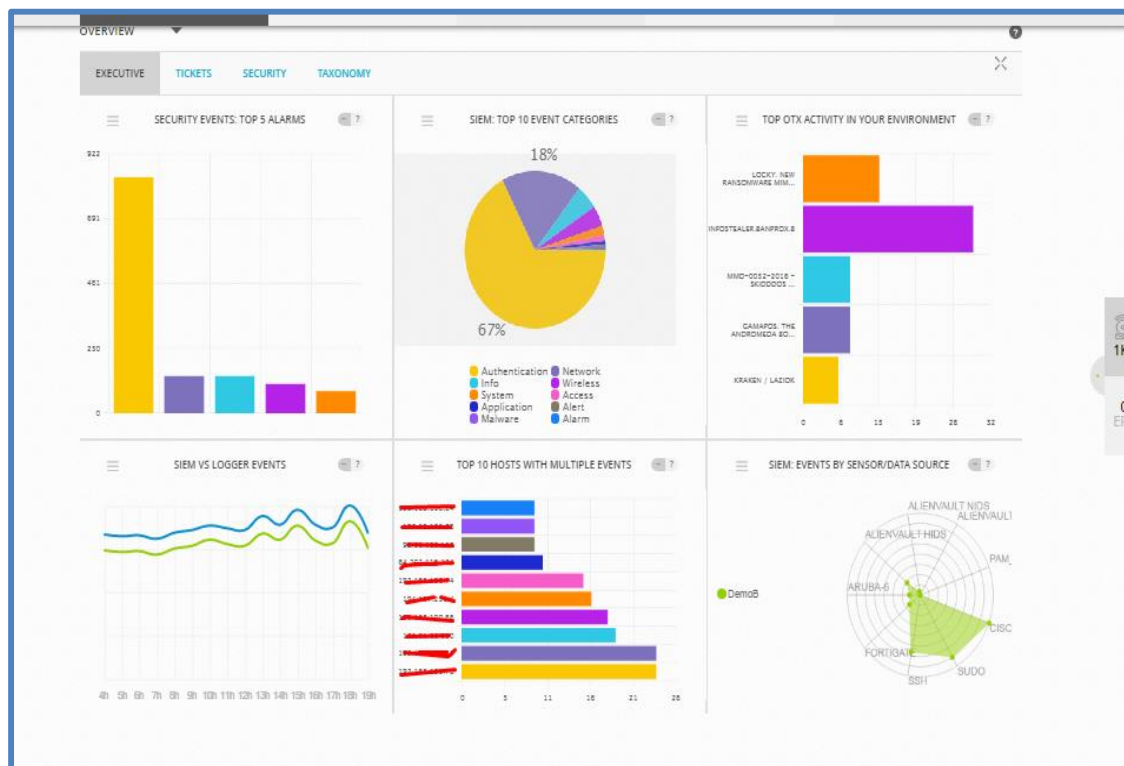 OVERVIEW
?
EXECUTIVE TICKETS SECURITY TAXONOMY
SECURITY EVENTS: TOP 5 ALARMS - ?
922
691
461
230
0
SIEM: TOP 10 EVENT CATEGORIES - ?
18%
67%
Authentication Network
Info Wireless
System Access
Application Alert
Malware Alarm
TOP OTX ACTIVITY IN YOUR ENVIRONMENT - ?
LOCKY: NEW
RANSOMWARE MIM...
INFOSTEALER.BANPROX.B
MMD-0052-2016 -
SKIDDDOS ...
GAMAPOS: THE
ANDROMEDA BO...
KRAKEN / LAZIOK
0 6 13 19 26 32
SIEM VS LOGGER EVENTS - ?
4h 5h 6h 7h 8h 9h 10h 11h 12h 13h 14h 15h 16h 17h 18h 19h
TOP 10 HOSTS WITH MULTIPLE EVENTS - ?
0 5 11 16 21 26
SIEM: EVENTS BY SENSOR/DATA SOURCE - ?
DemoB
ALIENVAULT NIDS
ALIENVAULT
ALIENVAULT HIDS
PAM_
ARUBA-6
CISC
FORTIGATE
SUDO
SSH